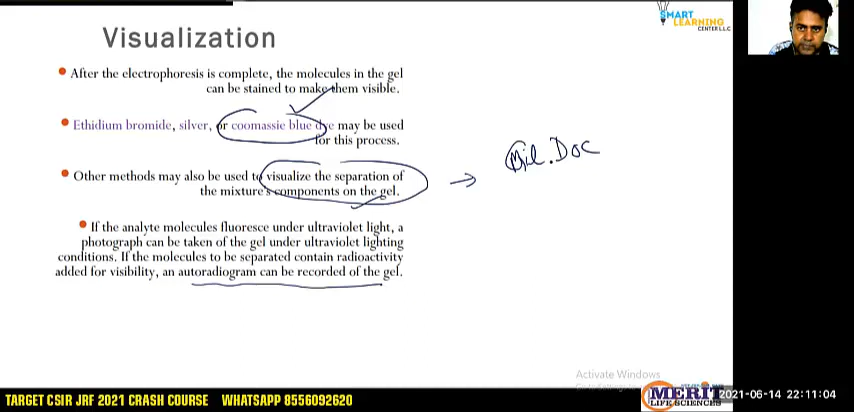 SMART
LEARNING
CENTER L.L.C
Visualization
After the electrophoresis is complete, the molecules in the gel
can be stained to make them visible.
Ethidium bromide, silver, or coomassie blue dye may be used
for this process.
Other methods may also be used to visualize the separation of
the mixture's components on the gel.
If the analyte molecules fluoresce under ultraviolet light, a
photograph can be taken of the gel under ultraviolet lighting
conditions. If the molecules to be separated contain radioactivity
added for visibility, an autoradiogram can be recorded of the gel.
Doc
Activate Windows
MERIT
LIFE SCIENCES
2021-06-14 22:11:04
TARGET CSIR JRF 2021 CRASH COURSE WHATSAPP 8556092620